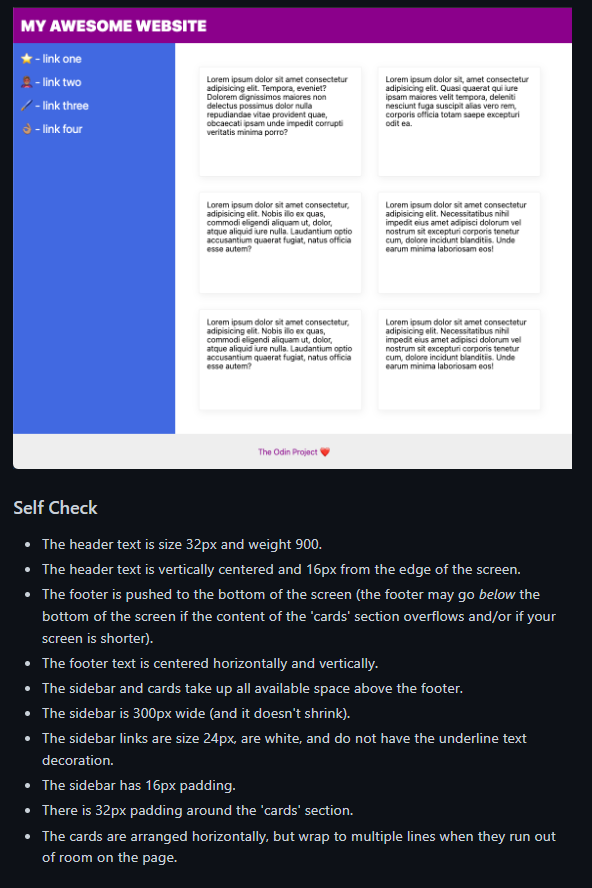 MY AWESOME WEBSITE
⭐ - link one
- link two
- link three
- link four
Lorem ipsum dolor sit amet consectetur
adipisicing elit. Tempora, eveniet?
Dolorem dignissimos maiores non
delectus possimus dolor nulla
repudiandae vitae provident quae,
obcaecati ipsam unde impedit corrupti
veritatis minima porro?
Lorem ipsum dolor sit, amet consectetur
adipisicing elit. Quasi quaerat qui iure
ipsam maiores velit tempora, deleniti
nesciunt fuga suscipit alias vero rem,
corporis officia totam saepe excepturi
odit ea.
Lorem ipsum dolor sit amet consectetur,
adipisicing elit. Nobis illo ex quas,
commodi eligendi aliquam ut, dolor,
atque aliquid iure nulla. Laudantium optio
accusantium quaerat fugiat, natus officia
esse autem?
Lorem ipsum dolor sit amet consectetur
adipisicing elit. Necessitatibus nihil
impedit eius amet adipisci dolorum vel
nostrum sit excepturi corporis tenetur
cum, dolore incidunt blanditiis. Unde
earum minima laboriosam eos!
Lorem ipsum dolor sit amet consectetur,
adipisicing elit. Nobis illo ex quas,
commodi eligendi aliquam ut, dolor,
atque aliquid iure nulla. Laudantium optio
accusantium quaerat fugiat, natus officia
esse autem?
Lorem ipsum dolor sit amet consectetur
adipisicing elit. Necessitatibus nihil
impedit eius amet adipisci dolorum vel
nostrum sit excepturi corporis tenetur
cum, dolore incidunt blanditiis. Unde
earum minima laboriosam eos!
The Odin Project ❤️
Self Check
• The header text is size 32px and weight 900.
• The header text is vertically centered and 16px from the edge of the screen.
• The footer is pushed to the bottom of the screen (the footer may go below the
bottom of the screen if the content of the 'cards' section overflows and/or if your
screen is shorter).
• The footer text is centered horizontally and vertically.
• The sidebar and cards take up all available space above the footer.
• The sidebar is 300px wide (and it doesn't shrink).
• The sidebar links are size 24px, are white, and do not have the underline text
decoration.
• The sidebar has 16px padding.
• There is 32px padding around the 'cards' section.
• The cards are arranged horizontally, but wrap to multiple lines when they run out
of room on the page.